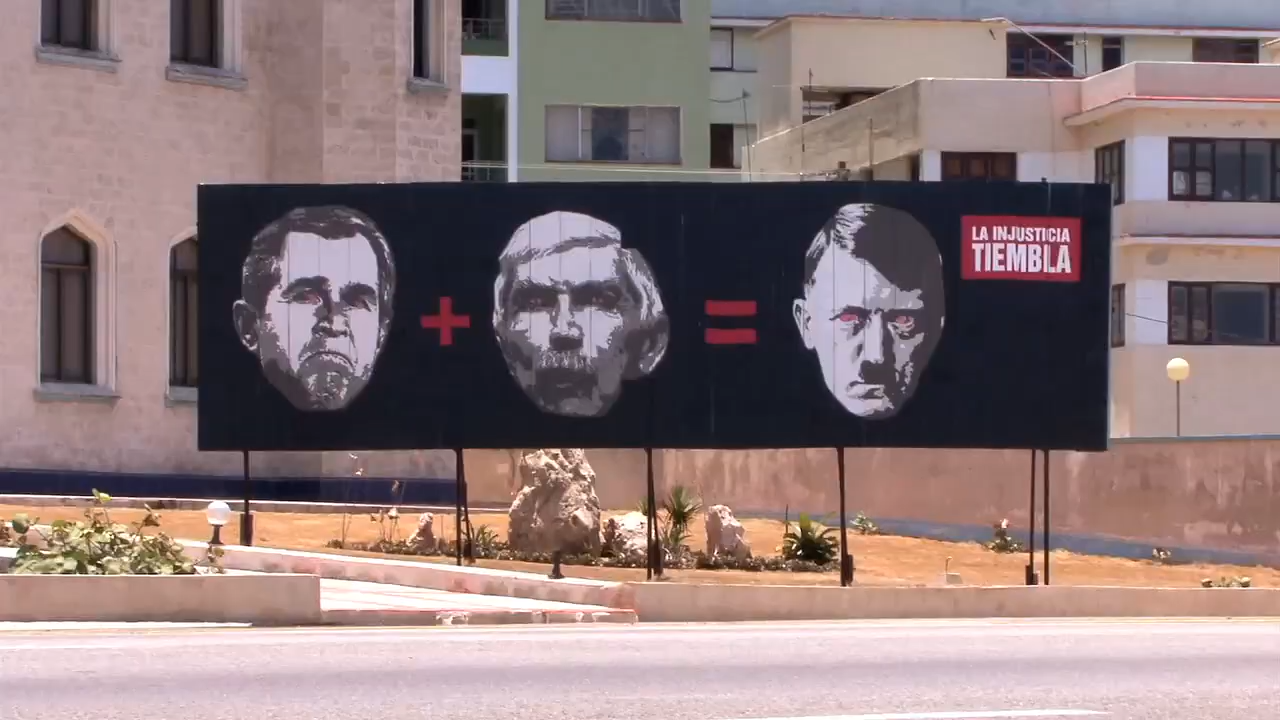 +
=
LA INJUSTICIA
TIEMBLA